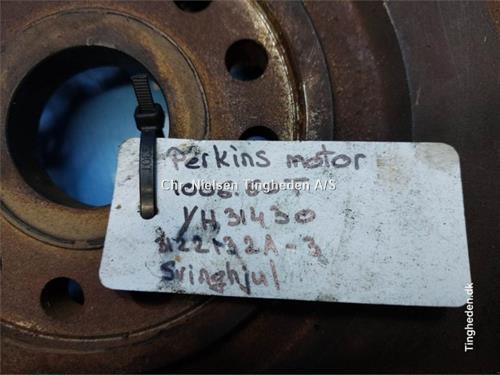 Perkins motor
Chr. Nielsen Tingheden A/S
YH31430
3122132A-3
Svinghjul
Tingheden.dk